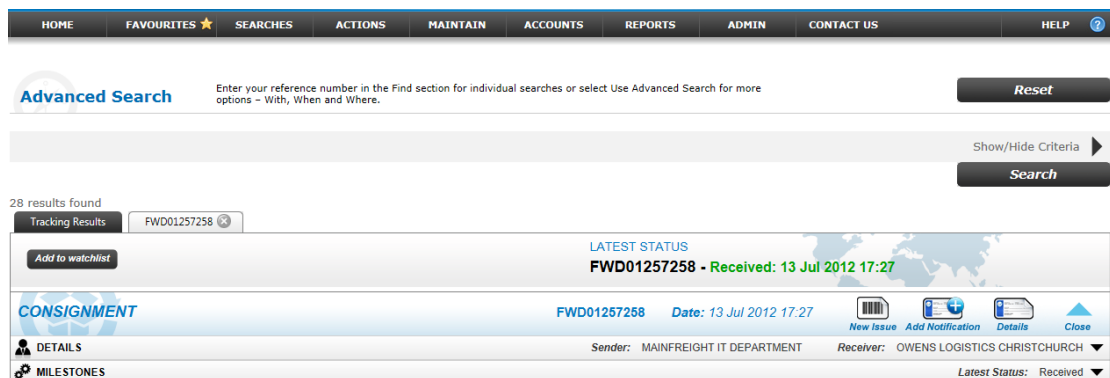 HOME FAVOURITES SEARCHES ACTIONS MAINTAIN ACCOUNTS REPORTS ADMIN CONTACT US HELP ?
Advanced Search
Enter your reference number in the Find section for individual searches or select Use Advanced Search for more
options – With, When and Where.
Reset
Show/Hide Criteria
Search
28 results found
Tracking Results FWD01257258
Add to watchlist
LATEST STATUS
FWD01257258 - Received: 13 Jul 2012 17:27
CONSIGNMENT FWD01257258 Date: 13 Jul 2012 17:27
New Issue Add Notification Details Close
DETAILS Sender: MAINFREIGHT IT DEPARTMENT Receiver: OWENS LOGISTICS CHRISTCHURCH
MILESTONES Latest Status: Received